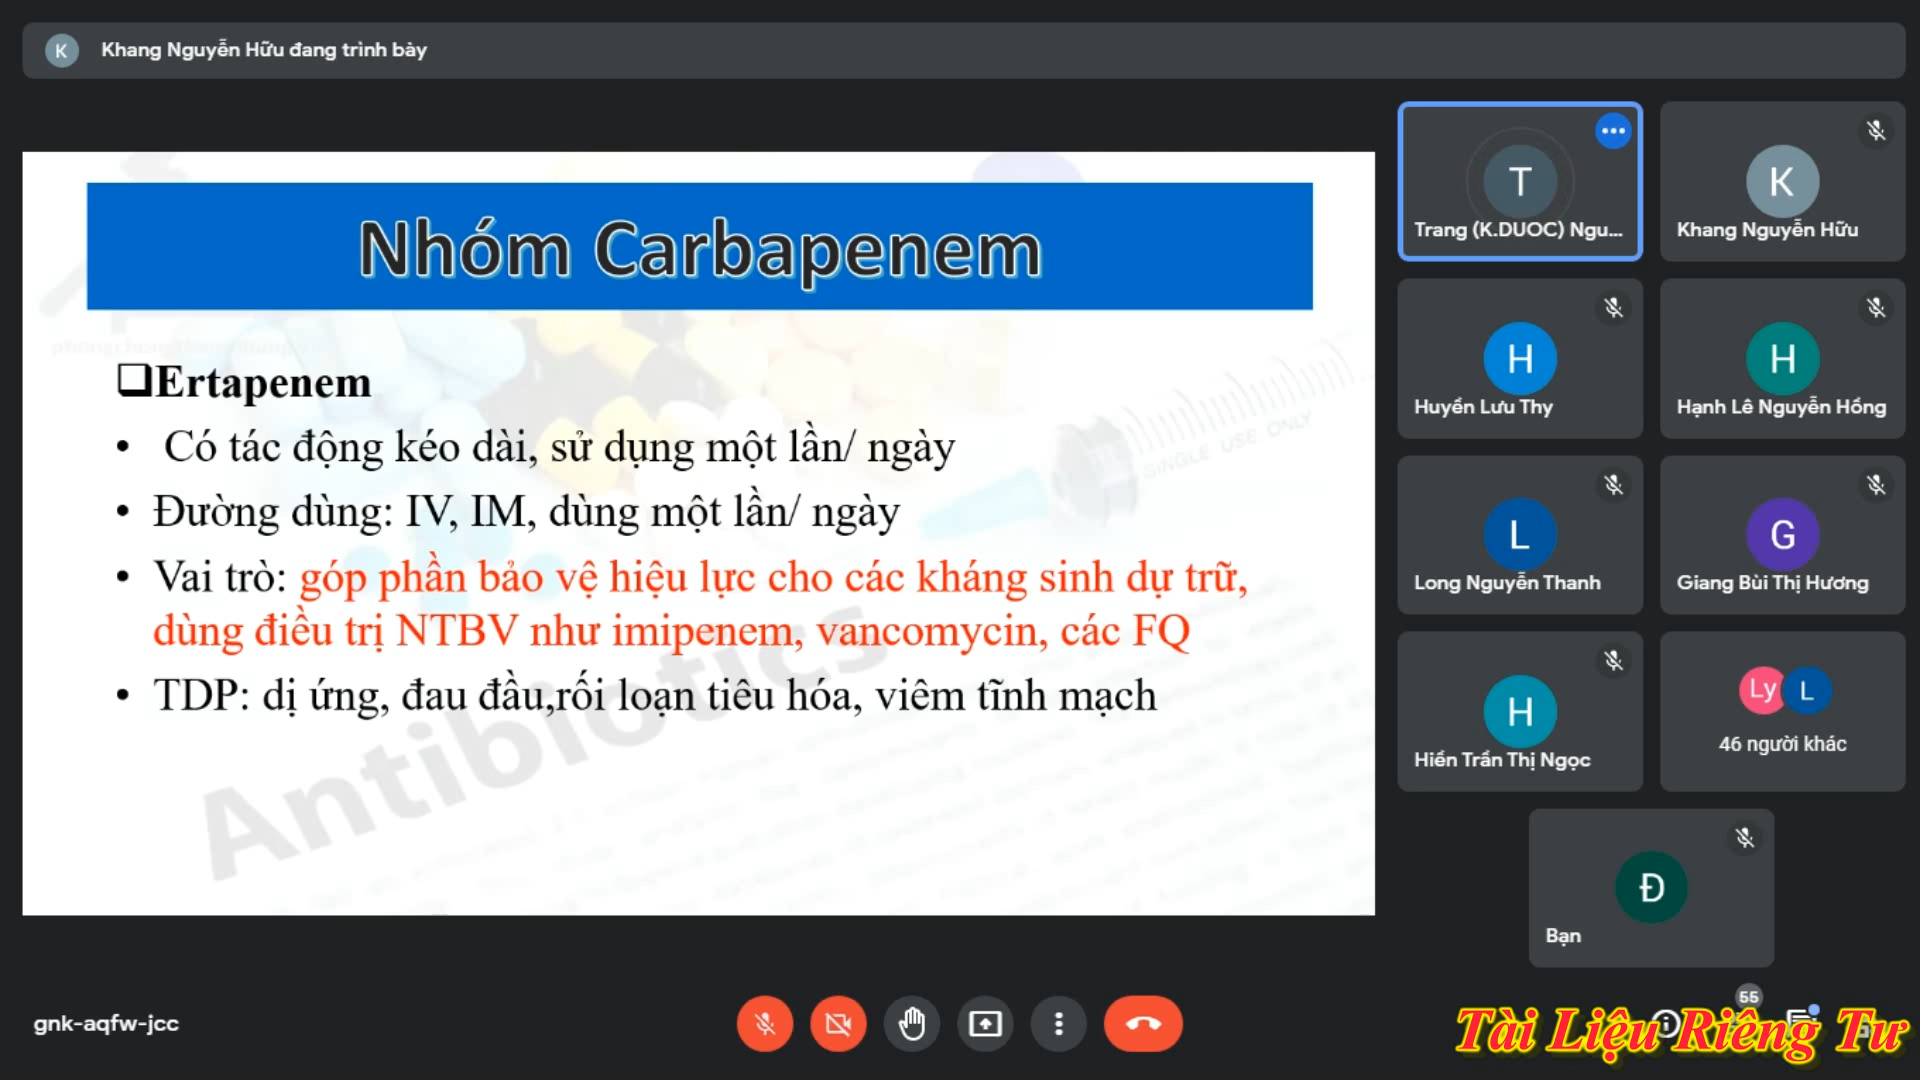 K
Khang Nguyễn Hữu đang trình bày
Nhóm Carbapenem
❑Ertapenem
• Có tác động kéo dài, sử dụng một lần/ ngày
• Đường dùng: IV, IM, dùng một lần/ ngày
• Vai trò: góp phần bảo vệ hiệu lực cho các kháng sinh dự trữ,
dùng điều trị NTBV như imipenem, vancomycin, các FQ
• TDP: dị ứng, đau đầu,rối loạn tiêu hóa, viêm tĩnh mạch
SINGLE USE ONLY
Antibiotics
T
Trang (K.DUOC) Ngu...
K
Khang Nguyễn Hữu
H
Huyền Lưu Thy
H
Hạnh Lê Nguyễn Hồng
L
Long Nguyễn Thanh
G
Giang Bùi Thị Hương
H
Hiền Trần Thị Ngọc
Ly L
46 người khác
Đ
Bạn
gnk-aqfw-jcc
55
Tài Liệu Riêng Tư